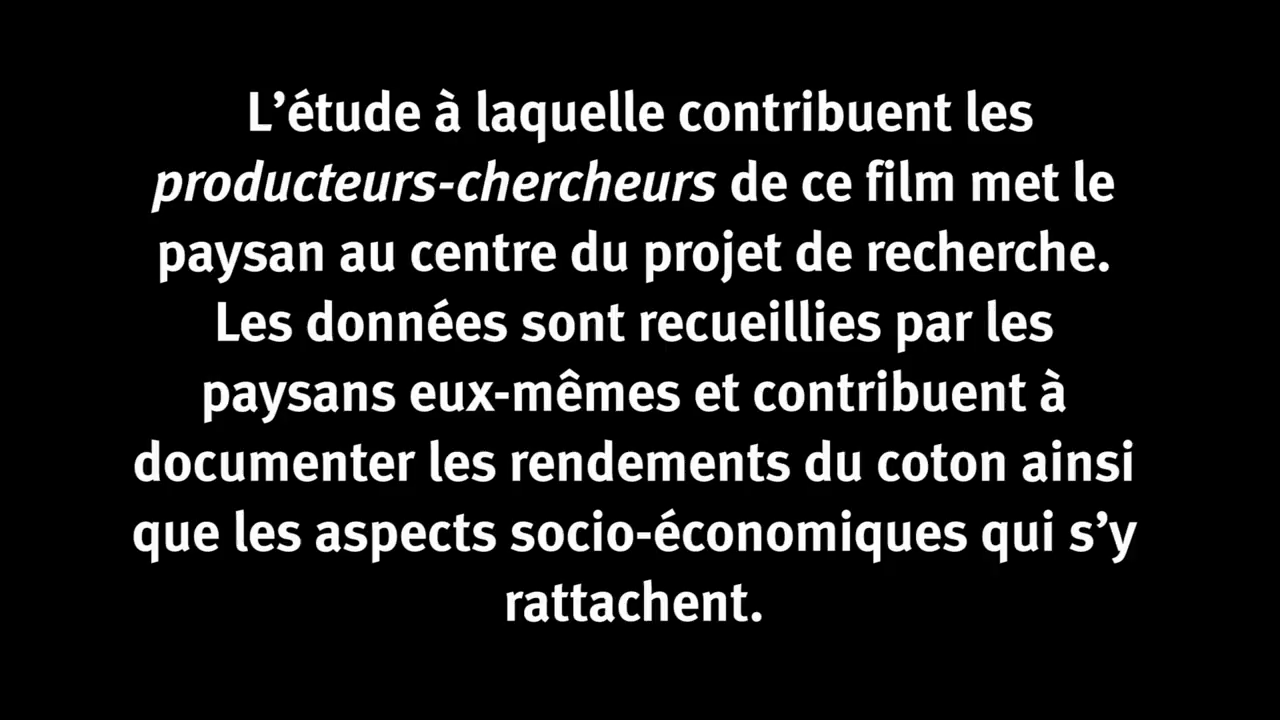 L’étude à laquelle contribuent les
producteurs-chercheurs de ce film met le
paysan au centre du projet de recherche.
Les données sont recueillies par les
paysans eux-mêmes et contribuent à
documenter les rendements du coton ainsi
que les aspects socio-économiques qui s’y
rattachent.